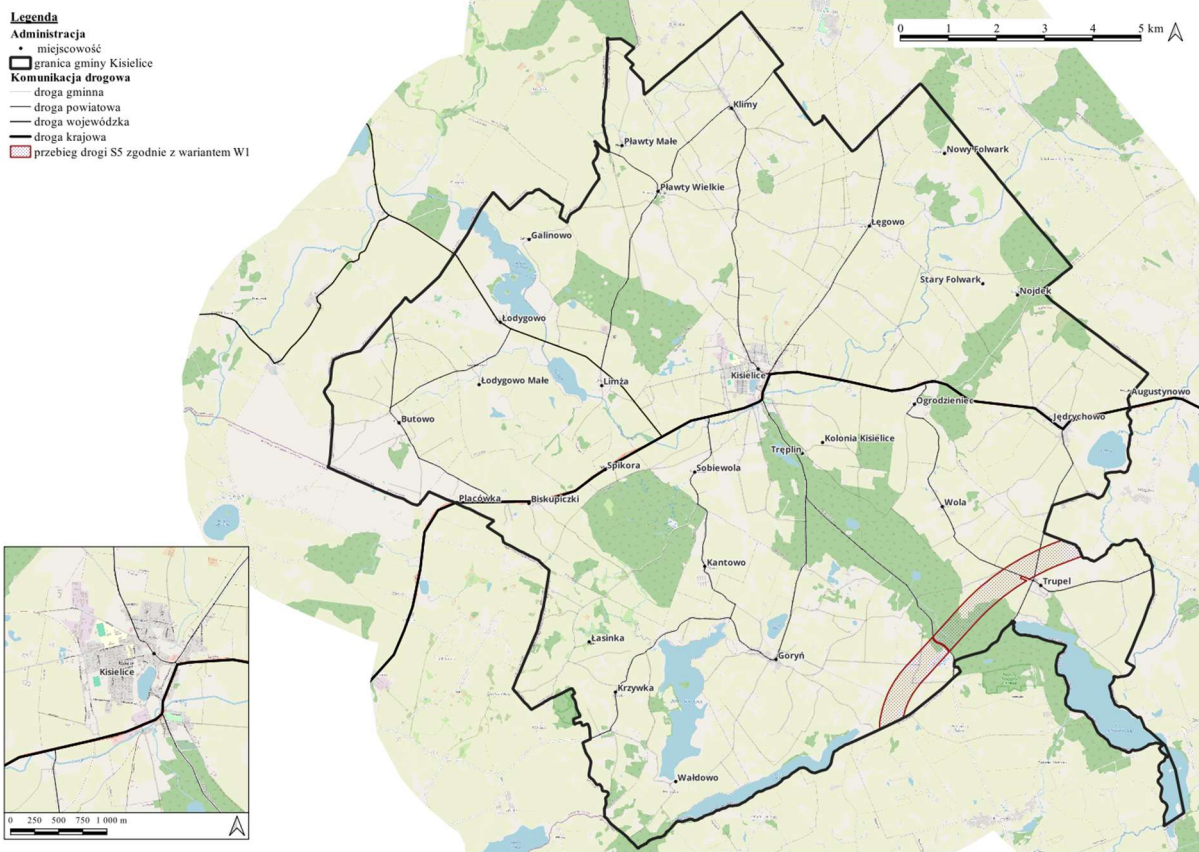 Legenda
Administracja
miejscowość
granica gminy Kisielice
Komunikacja drogowa
droga gminna
droga powiatowa
droga wojewódzka
droga krajowa
przebieg drogi S5 zgodnie z wariantem W1
0 1 2 3 4 5 km
Klimy
Pławty Małe
Nowy Folwark
Pławty Wielkie
Łęgowo
Galinowo
Stary Folwark
Nojdek
Łodygowo
Kisielice
Łodygowo Małe
Limża
Augustynowo
Ogrodzieniec
Jędrychowo
Butowo
Kolonia Kisielice
Tręplin
Spikora
Sobiewola
Placówka
Biskupiczki
Wola
Kantowo
Trupel
Łasinka
Goryń
Krzywka
Wałdowo
Kisielice
0 250 500 750 1 000 m